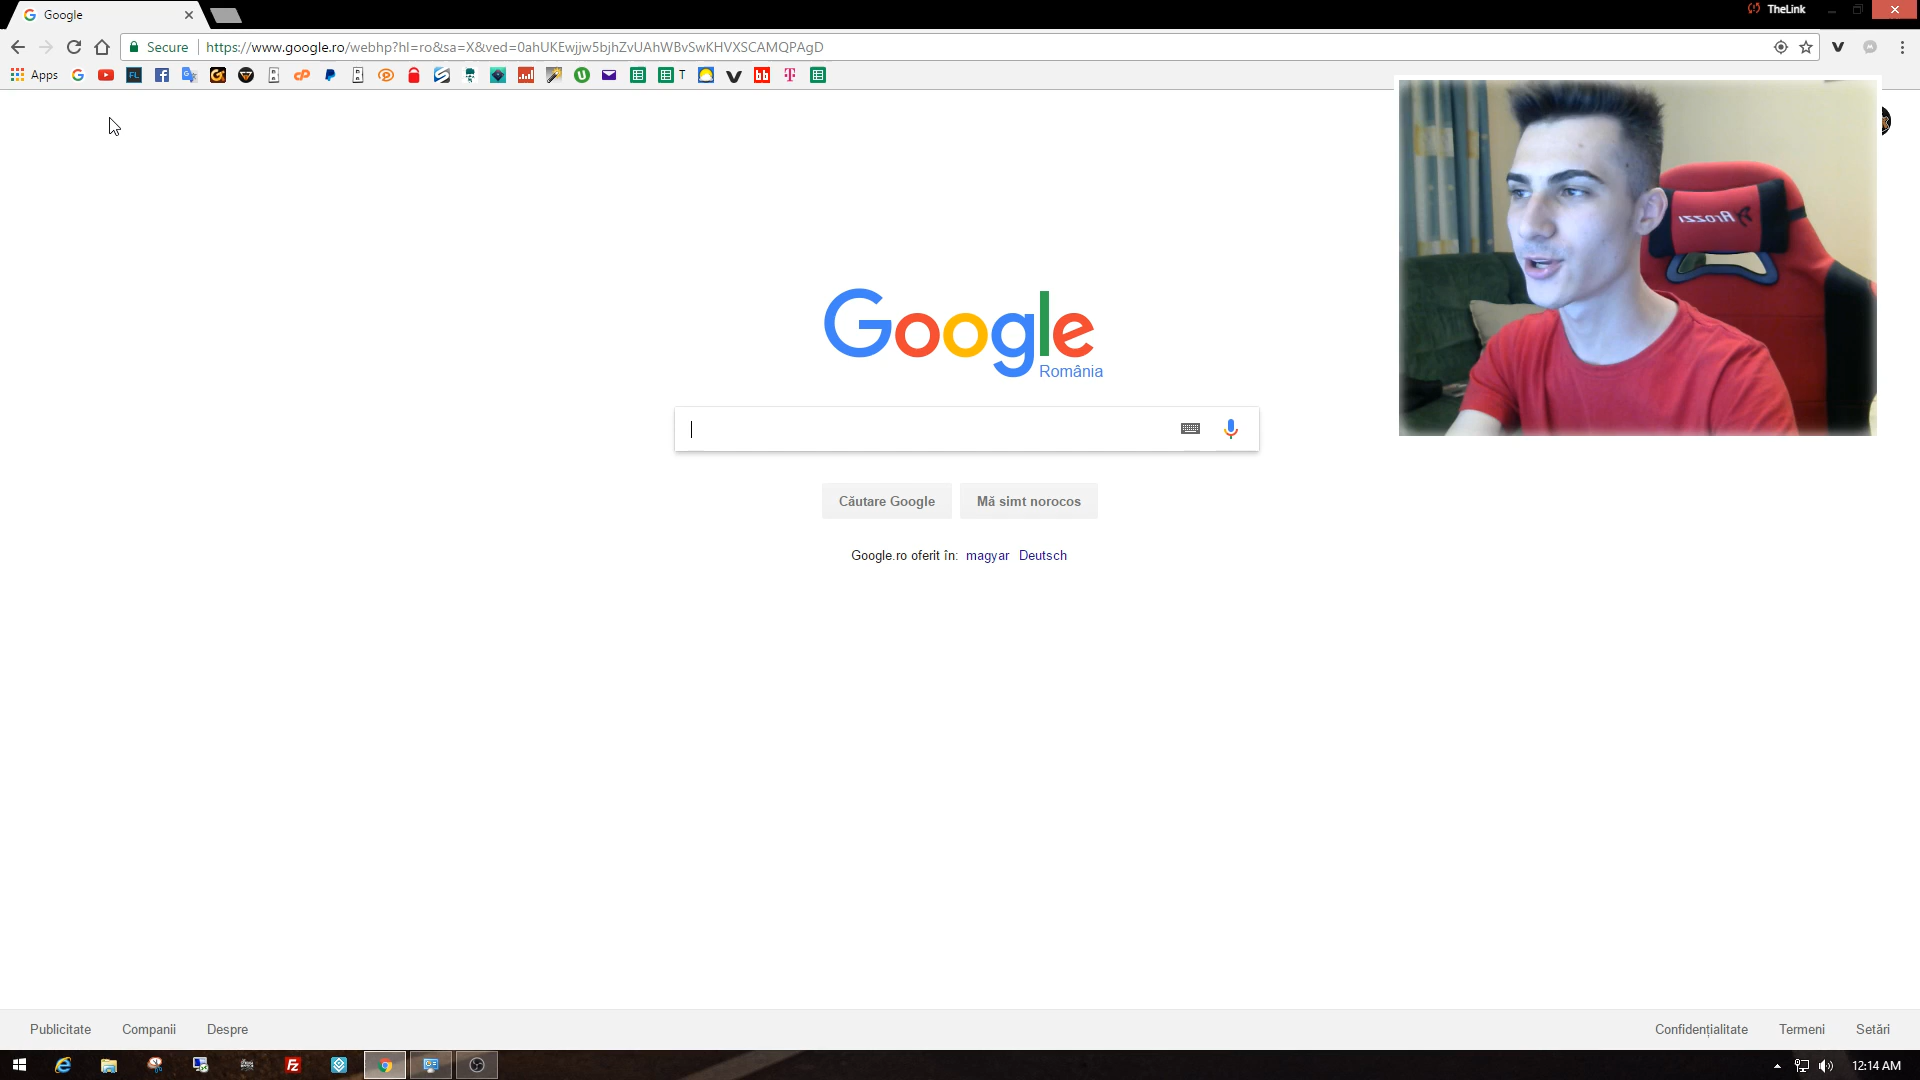 Google
TheLink
Secure
https://www.google.ro/webhp?hl=ro&sa=X&ved=0ahUKEwjjw5bjhZvUAhWBvSwKHVXSCAMQPAgD
Apps
T
Arozzi
Google
România
Căutare Google
Mă simt norocos
Google.ro oferit în: magyar Deutsch
Publicitate
Companii
Despre
Confidențialitate
Termeni
Setări
12:14 AM